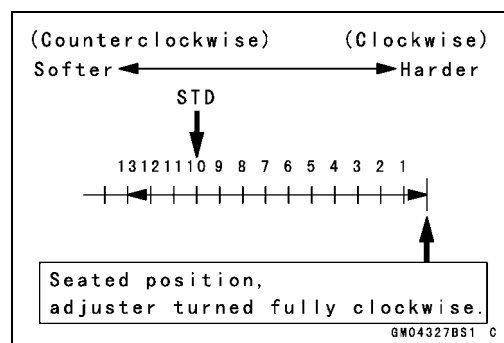 (Counterclockwise) (Clockwise)
Softer Harder
STD
13 12 11 10 9 8 7 6 5 4 3 2 1
Seated position,
adjuster turned fully clockwise.
GM04327BS1 C